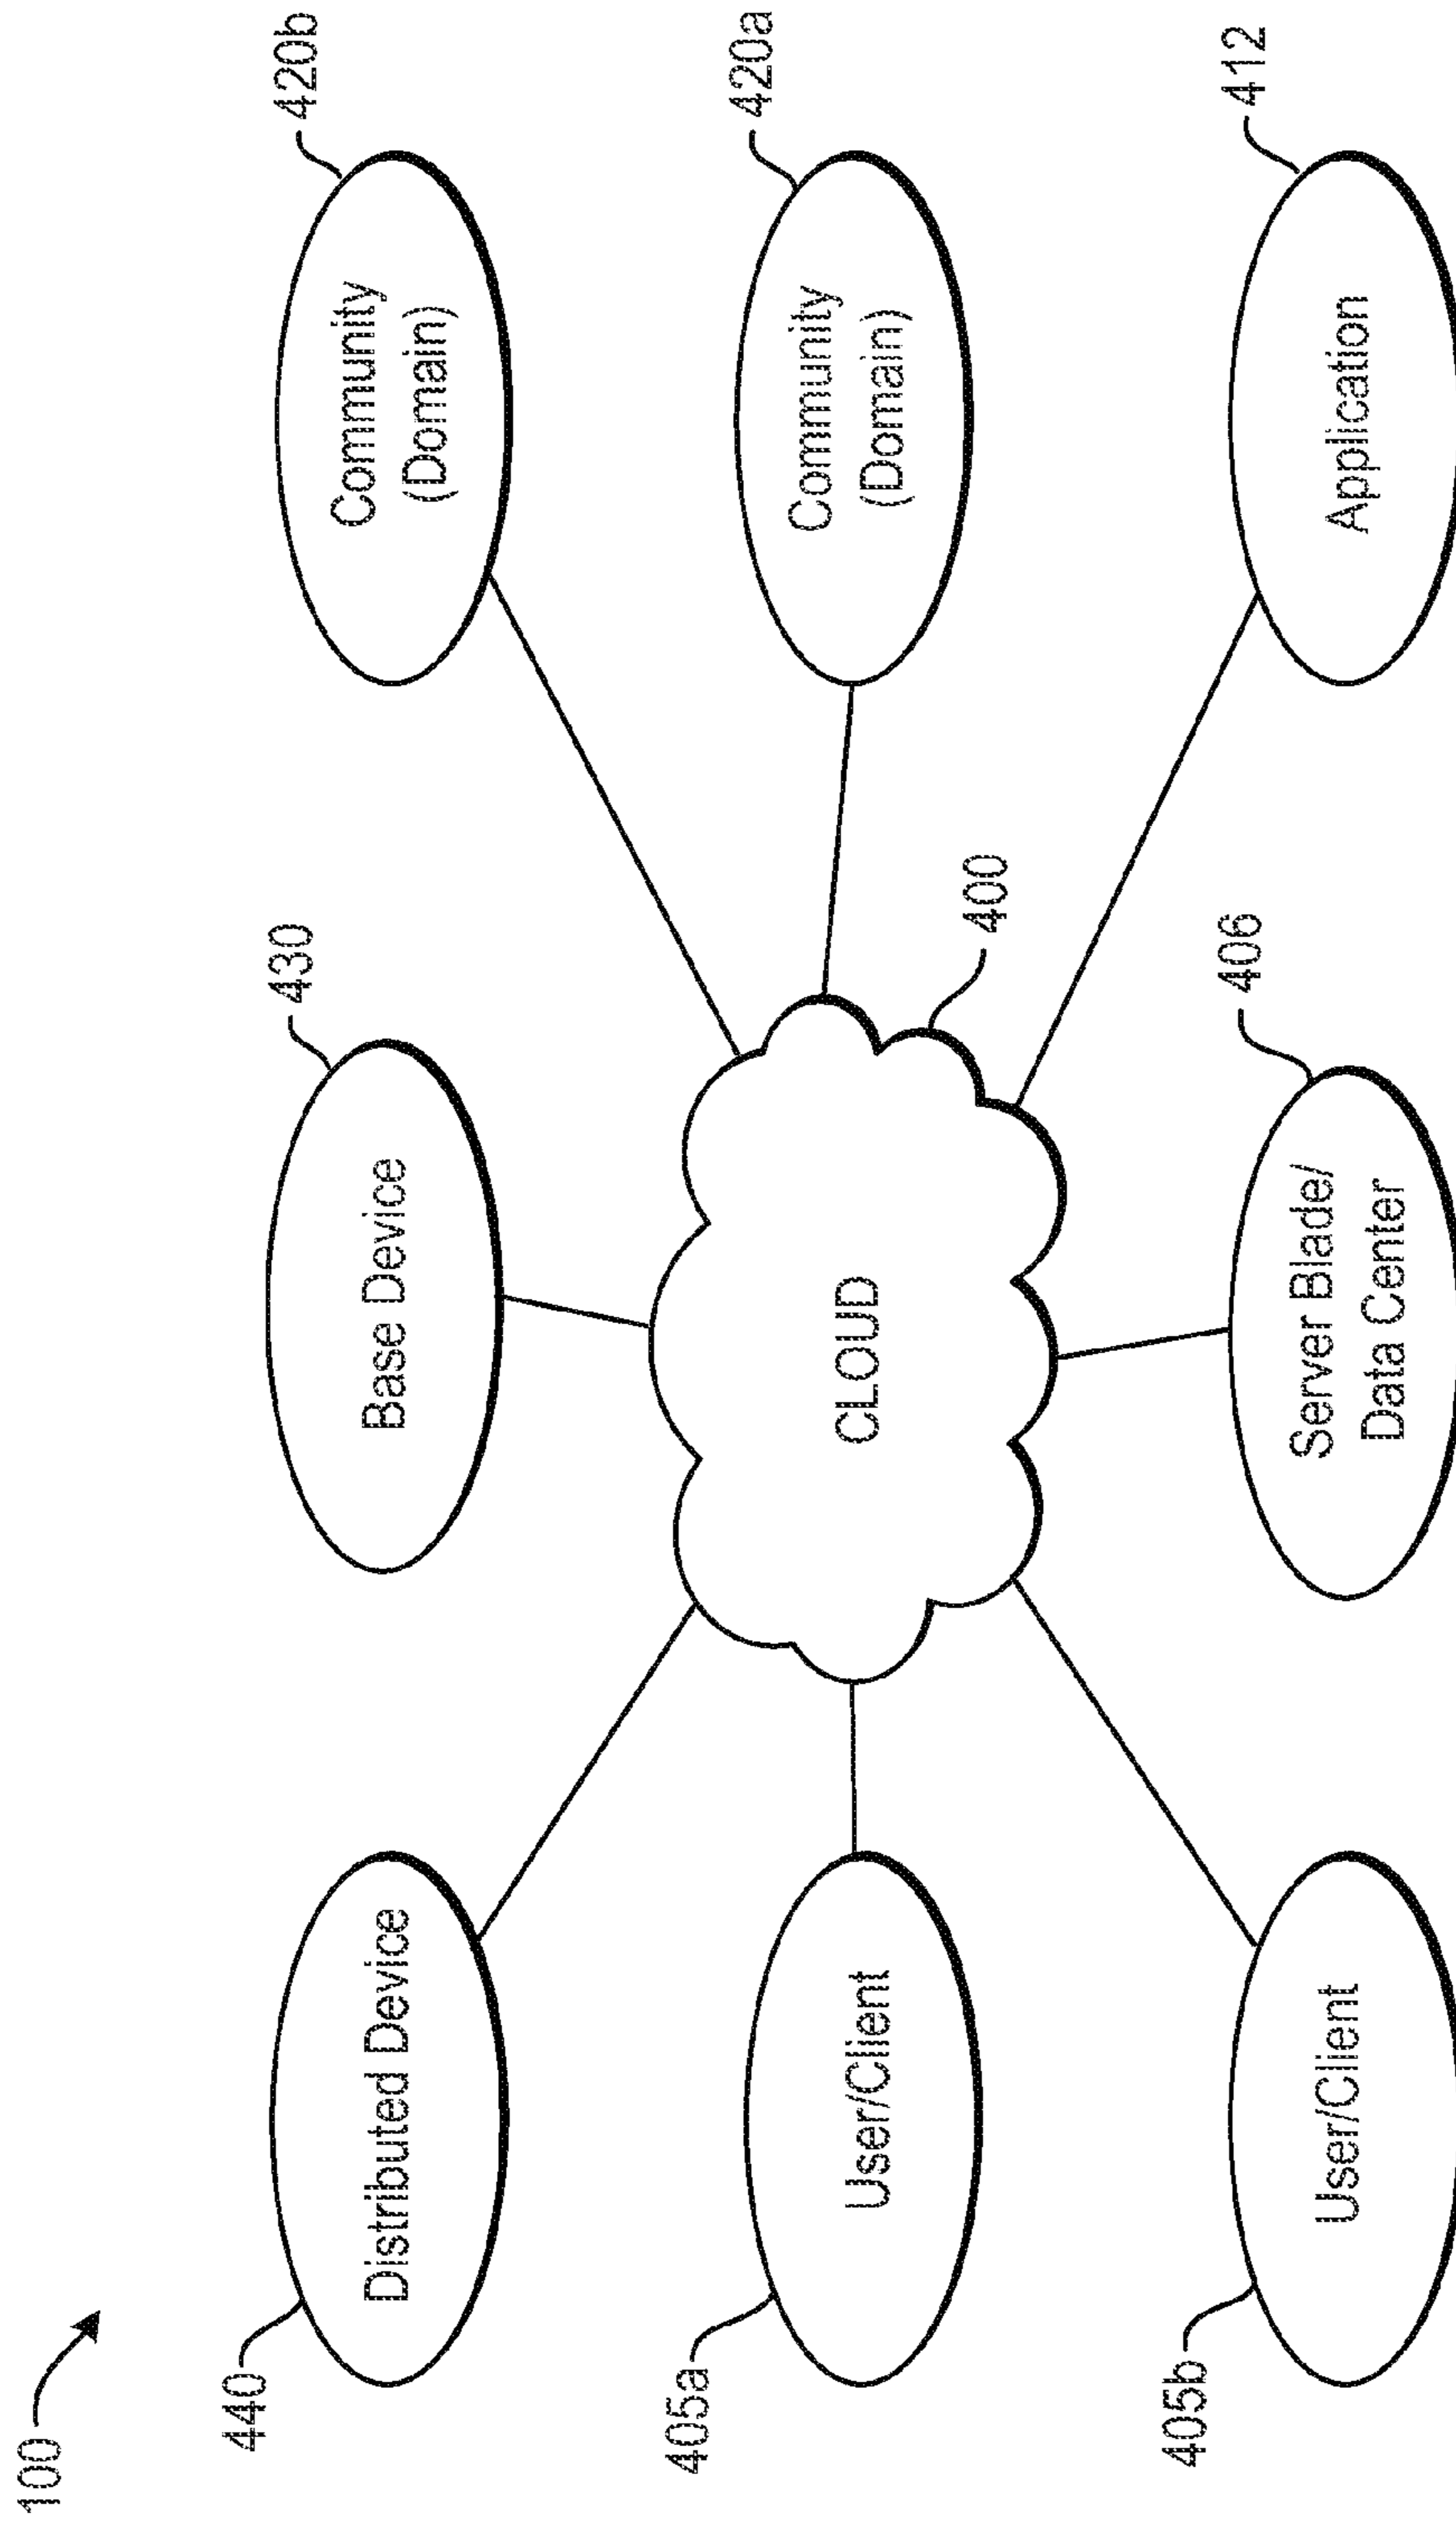 100
440
Distributed Device
430
Base Device
420b
Community
(Domain)
405a
User/Client
CLOUD
400
420a
Community
(Domain)
405b
User/Client
406
Server Blade/
Data Center
412
Application